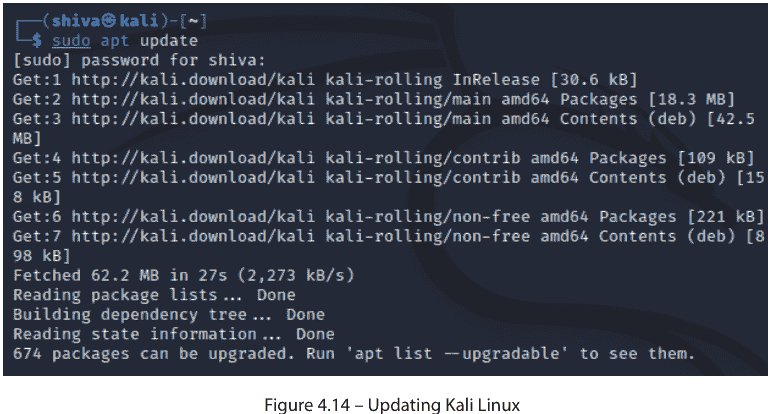 ┌──(shiva㉿kali)-[~]
└─$ sudo apt update
[sudo] password for shiva:
Get:1 http://kali.download/kali kali-rolling InRelease [30.6 kB]
Get:2 http://kali.download/kali kali-rolling/main amd64 Packages [18.3 MB]
Get:3 http://kali.download/kali kali-rolling/main amd64 Contents (deb) [42.5
MB]
Get:4 http://kali.download/kali kali-rolling/contrib amd64 Packages [109 kB]
Get:5 http://kali.download/kali kali-rolling/contrib amd64 Contents (deb) [15
8 kB]
Get:6 http://kali.download/kali kali-rolling/non-free amd64 Packages [221 kB]
Get:7 http://kali.download/kali kali-rolling/non-free amd64 Contents (deb) [8
98 kB]
Fetched 62.2 MB in 27s (2,273 kB/s)
Reading package lists... Done
Building dependency tree... Done
Reading state information... Done
674 packages can be upgraded. Run 'apt list --upgradable' to see them.
Figure 4.14 – Updating Kali Linux